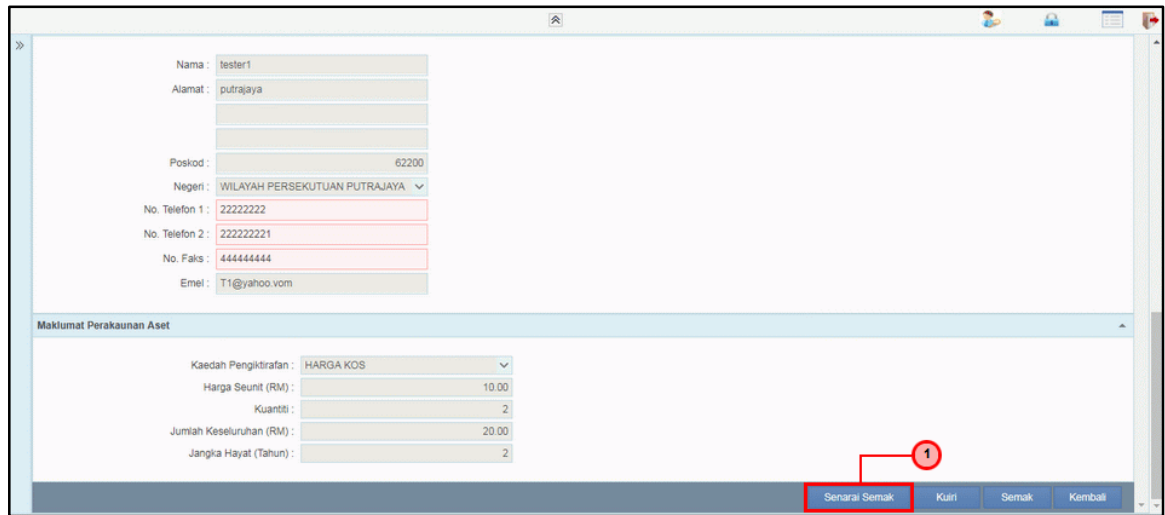 Nama : tester1
Alamat : putrajaya
Poskod : 62200
Negeri : WILAYAH PERSEKUTUAN PUTRAJAYA
No. Telefon 1 : 22222222
No. Telefon 2 : 222222221
No. Faks : 444444444
Emel : T1@yahoo.vom
Maklumat Perakaunan Aset
Kaedah Pengiktirafan : HARGA KOS
Harga Seunit (RM) : 10.00
Kuantiti : 2
Jumlah Keseluruhan (RM) : 20.00
Jangka Hayat (Tahun) : 2
1
Senarai Semak Kuiri Semak Kembali